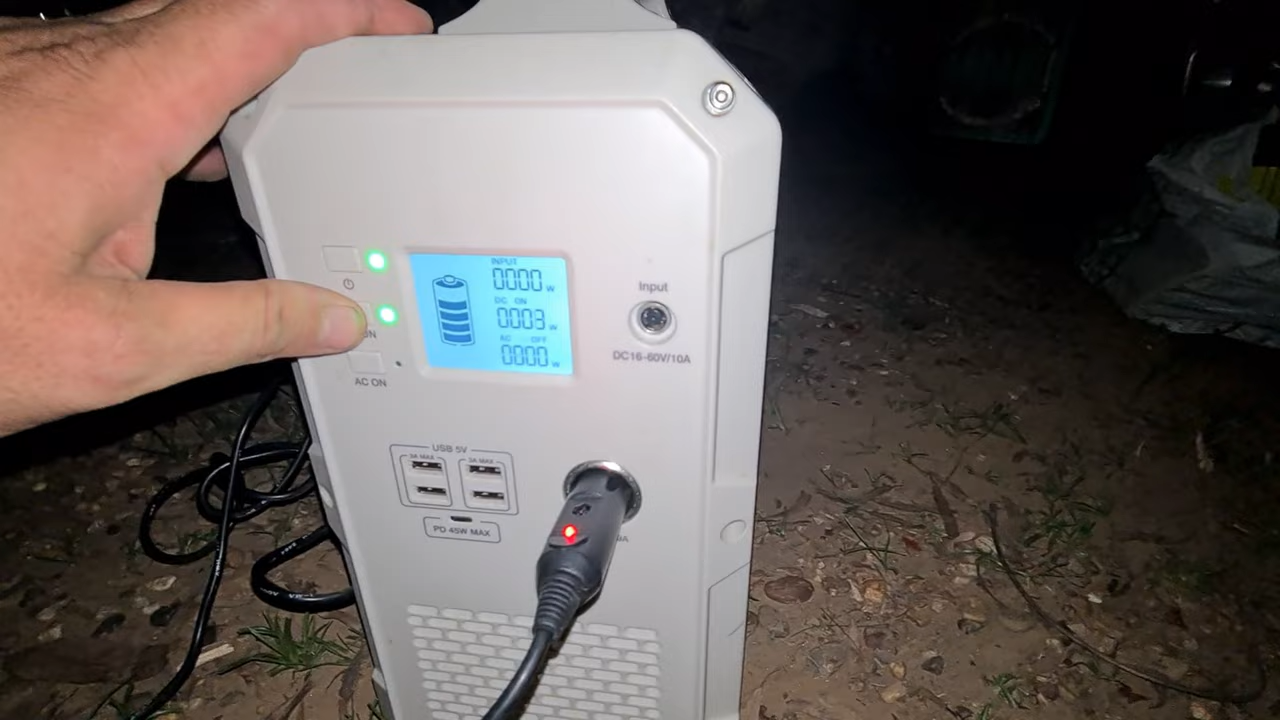 INPUT
0000 W
DC ON
0003 W
AC OFF
0000 W
Input
DC16-60V/10A
AC ON
USB 5V
3A MAX 3A MAX
PD 45W MAX